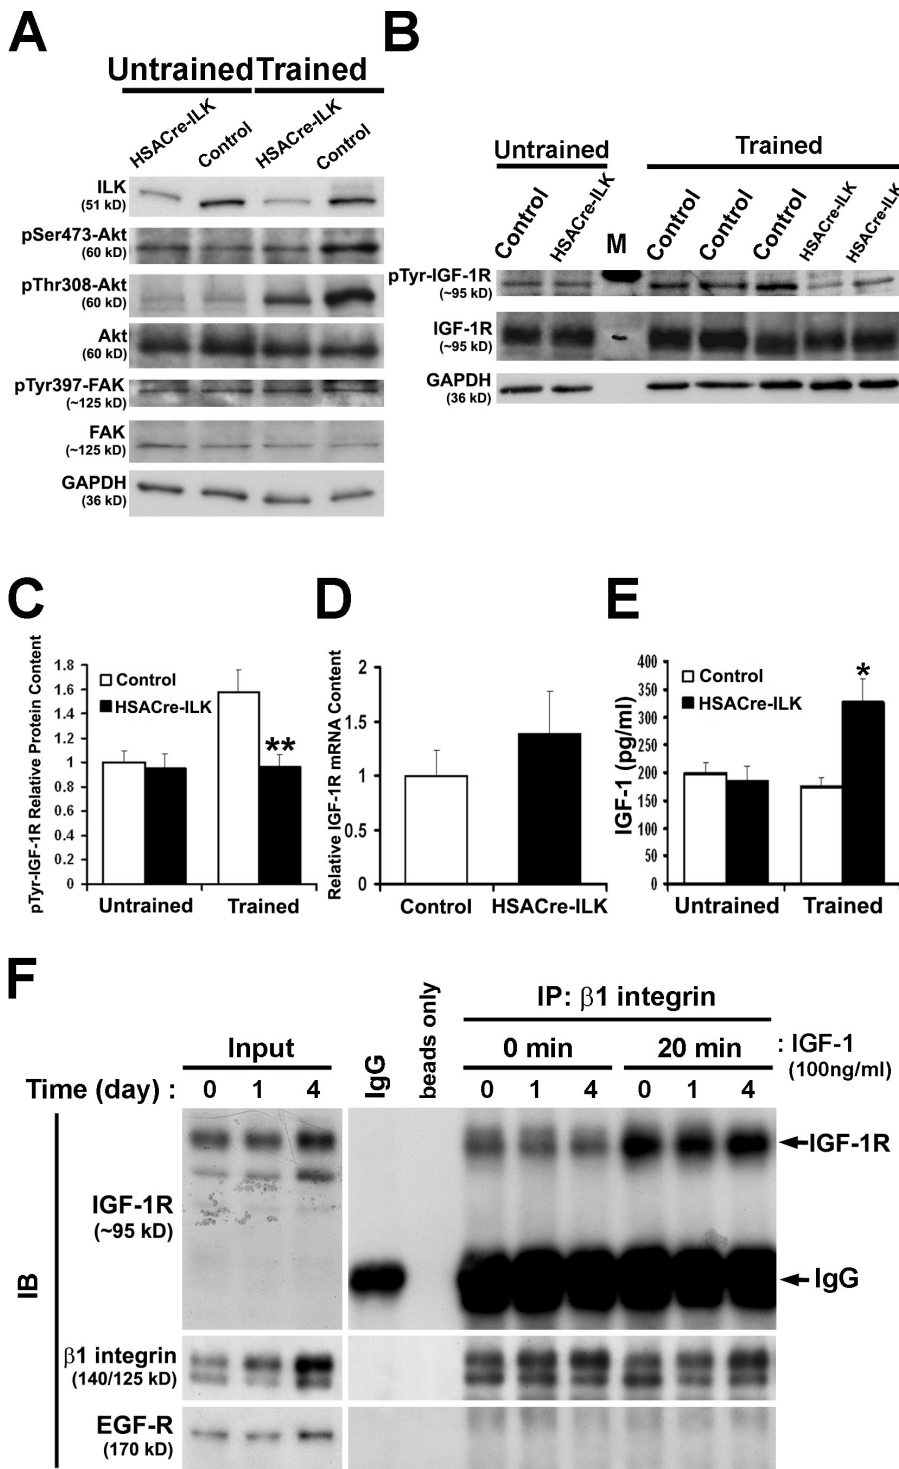 A
Untrained Trained
HSACre-ILK Control HSACre-ILK Control
ILK
(51 kD)
pSer473-Akt
(60 kD)
pThr308-Akt
(60 kD)
Akt
(60 kD)
pTyr397-FAK
(~125 kD)
FAK
(~125 kD)
GAPDH
(36 kD)
B
Untrained Trained
Control HSACre-ILK M Control Control Control HSACre-ILK HSACre-ILK
pTyr-IGF-1R
(~95 kD)
IGF-1R
(~95 kD)
GAPDH
(36 kD)
C
pTyr-IGF-1R Relative Protein Content
1.8
1.6
1.4
1.2
1
0.8
0.6
0.4
0.2
0
Control
HSACre-ILK
**
Untrained Trained
D
Relative IGF-1R mRNA Content
2
1.5
1
0.5
0
Control HSACre-ILK
E
IGF-1 (pg/ml)
400
350
300
250
200
150
100
50
0
Control
HSACre-ILK
*
Untrained Trained
F
IP: β1 integrin
Input IgG beads only 0 min 20 min : IGF-1
(100ng/ml)
Time (day) : 0 1 4 0 1 4 0 1 4
IB
IGF-1R
(~95 kD)
IGF-1R
IgG
β1 integrin
(140/125 kD)
EGF-R
(170 kD)